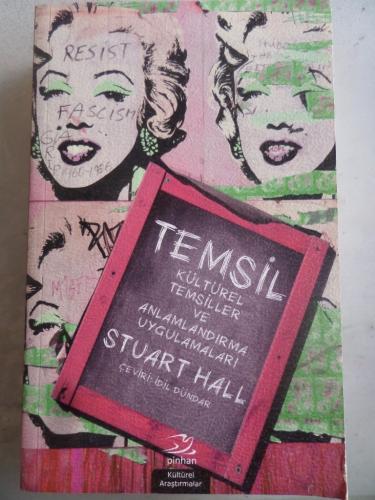 RESIST
FASCISM
TEMSİL
KÜLTÜREL
TEMSİLLER
VE
ANLAMLANDIRMA
UYGULAMALARI
STUART HALL
ÇEVİRİ: İDİL DÜNDAR
pinhan
Kültürel
Araştırmalar